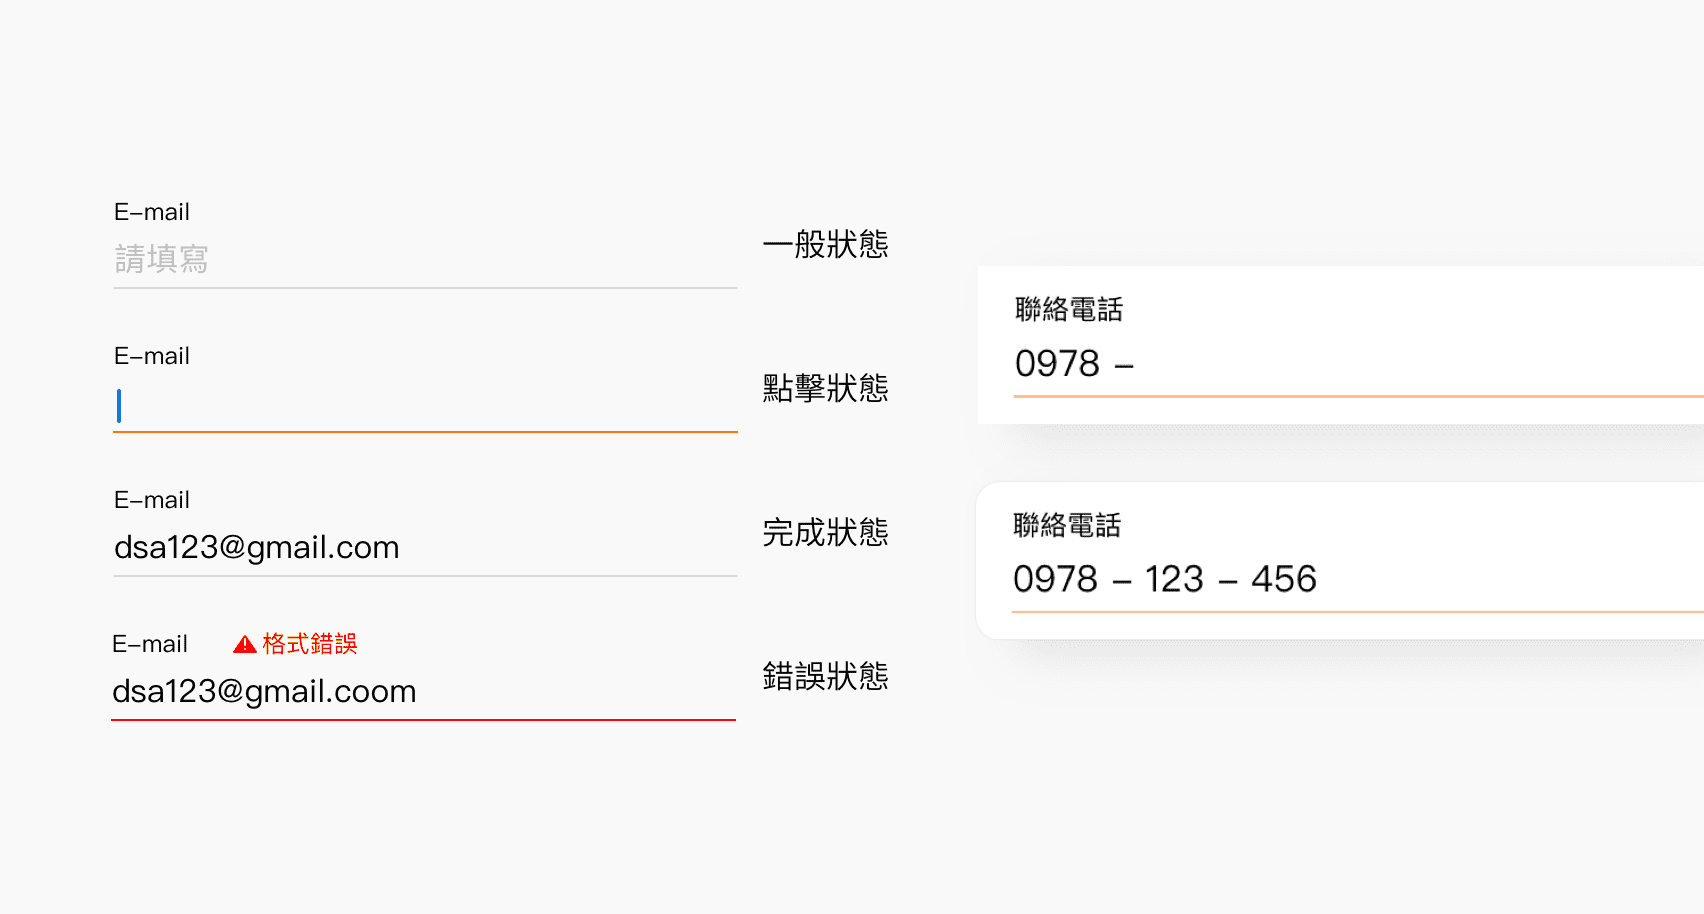 E-mail
請填寫
一般狀態
E-mail
點擊狀態
E-mail
dsa123@gmail.com
完成狀態
E-mail
格式錯誤
dsa123@gmail.coom
錯誤狀態
聯絡電話
0978 –
聯絡電話
0978 – 123 – 456